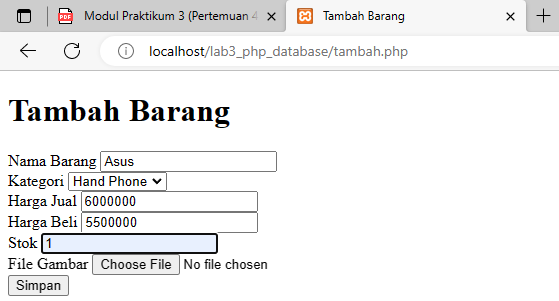 Modul Praktikum 3 (Pertemuan 4
Tambah Barang
localhost/lab3_php_database/tambah.php
Tambah Barang
Nama Barang Asus
Kategori Hand Phone
Harga Jual 6000000
Harga Beli 5500000
Stok 1
File Gambar Choose File No file chosen
Simpan